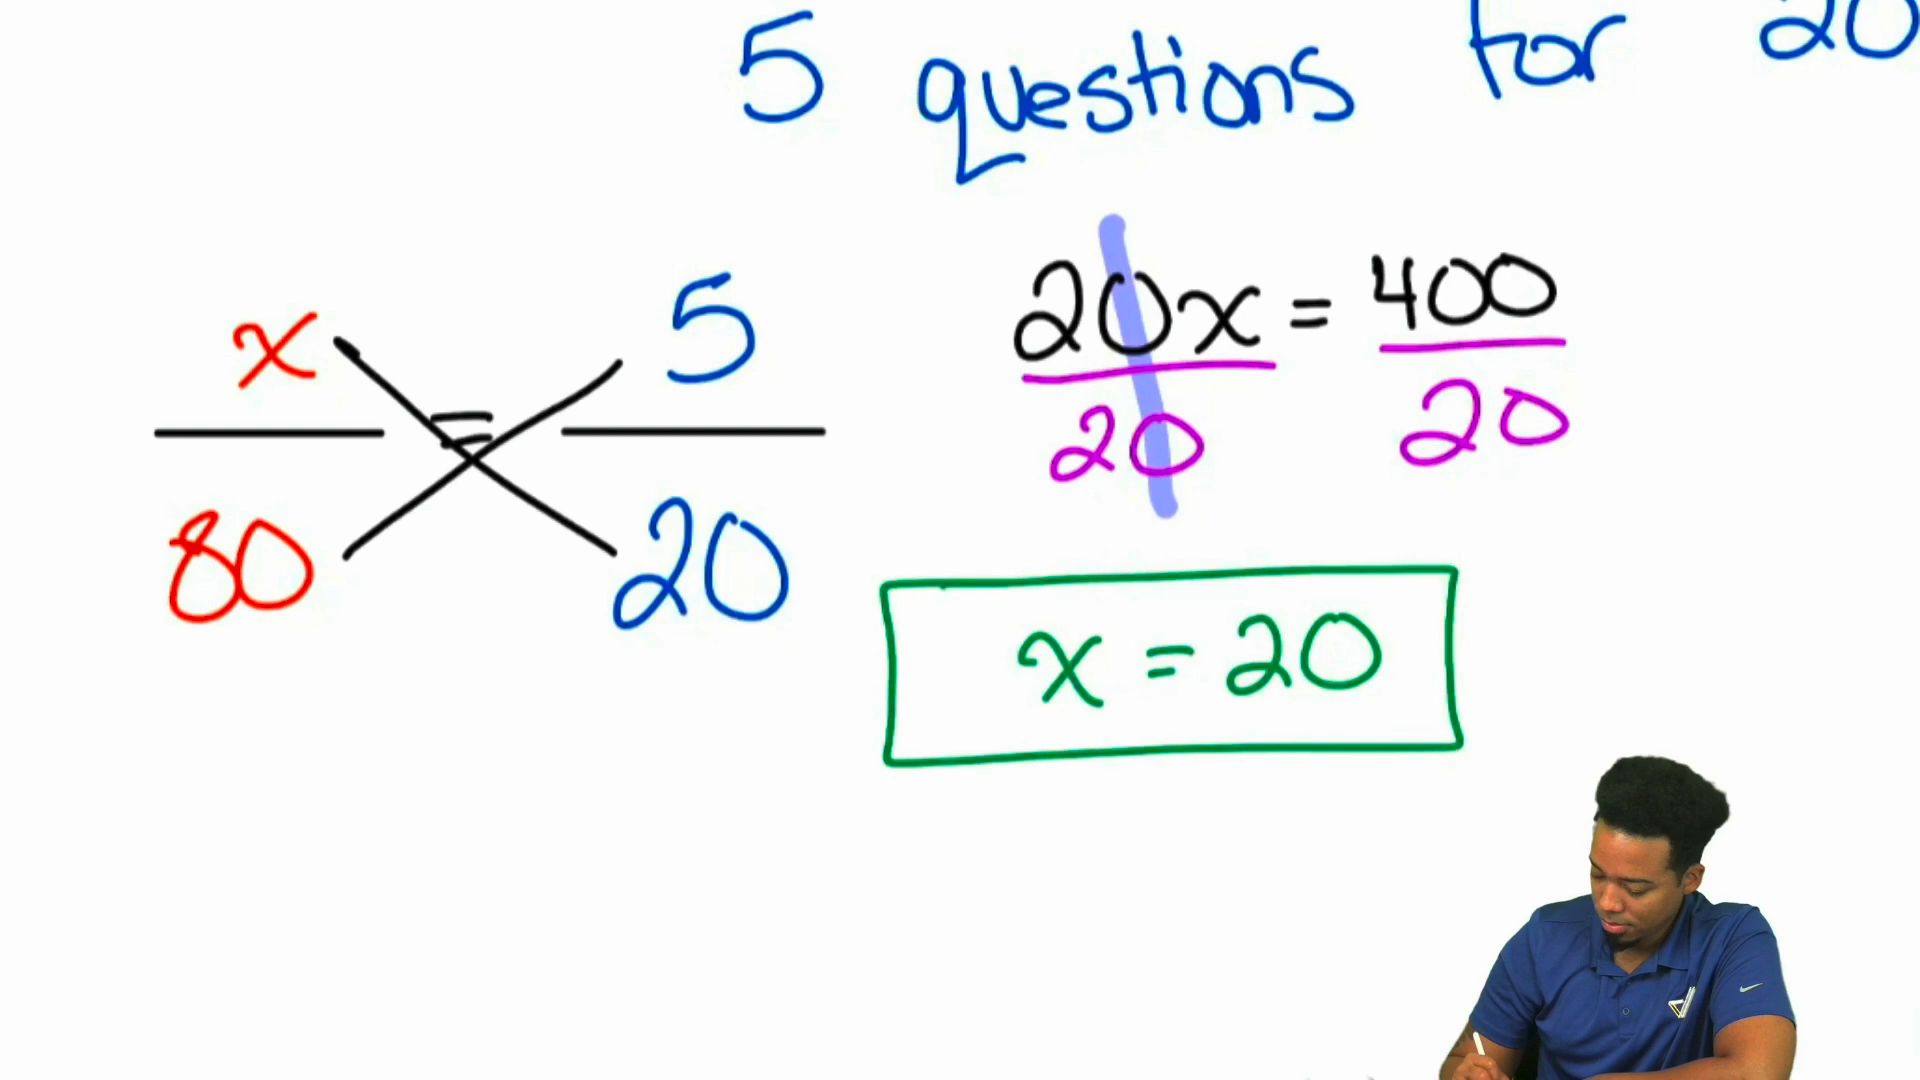 5 questions for 20
x/80 = 5/20
20x/20 = 400/20
x = 20